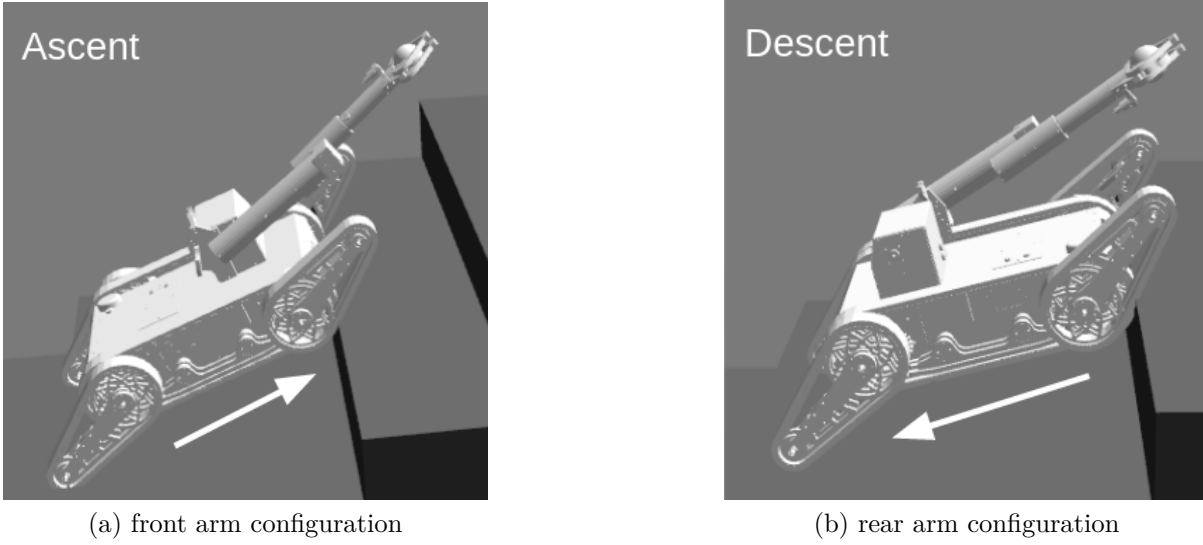 Ascent
Descent
(a) front arm configuration
(b) rear arm configuration